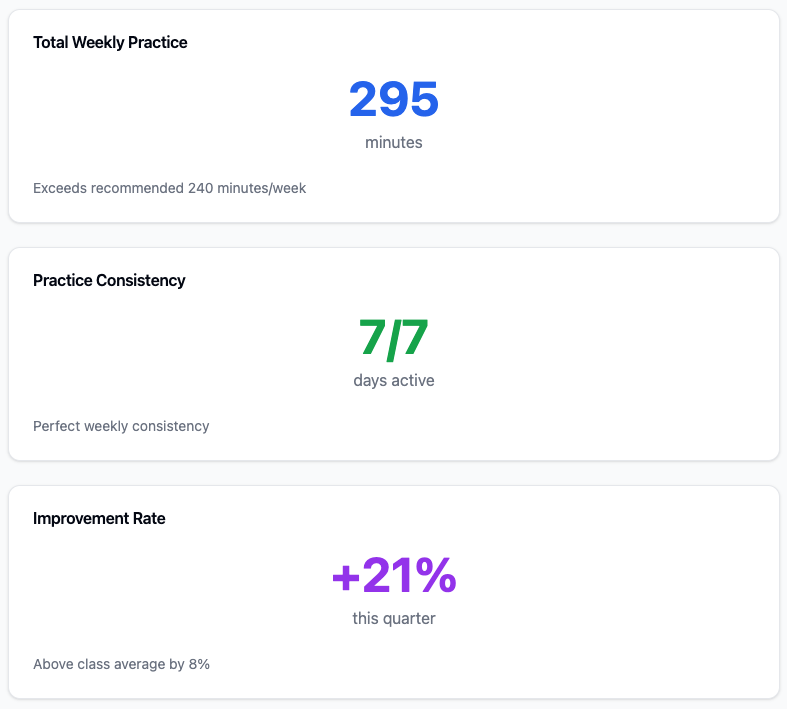 Total Weekly Practice
295
minutes
Exceeds recommended 240 minutes/week
Practice Consistency
7/7
days active
Perfect weekly consistency
Improvement Rate
+21%
this quarter
Above class average by 8%